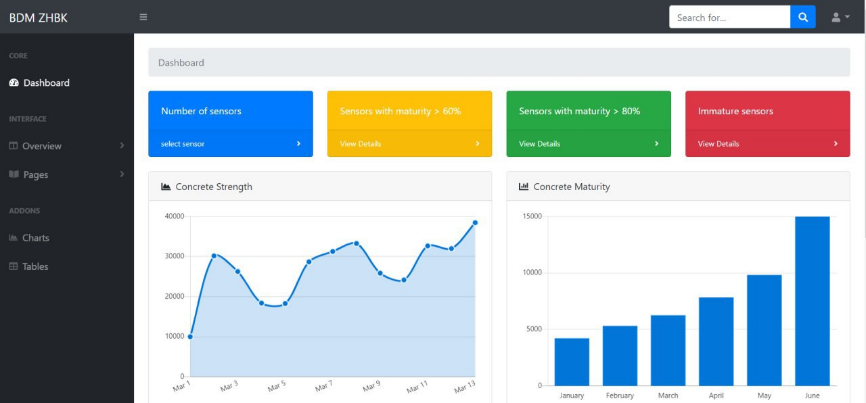 BDM ZHBK
Search for...
CORE
Dashboard
INTERFACE
Overview
Pages
ADDONS
Charts
Tables
Dashboard
Number of sensors
select sensor
Sensors with maturity > 60%
View Details
Sensors with maturity > 80%
View Details
Immature sensors
View Details
Concrete Strength
40000
30000
20000
10000
0
Mar 1 Mar 3 Mar 5 Mar 7 Mar 9 Mar 11 Mar 13
Concrete Maturity
15000
10000
5000
0
January February March April May June